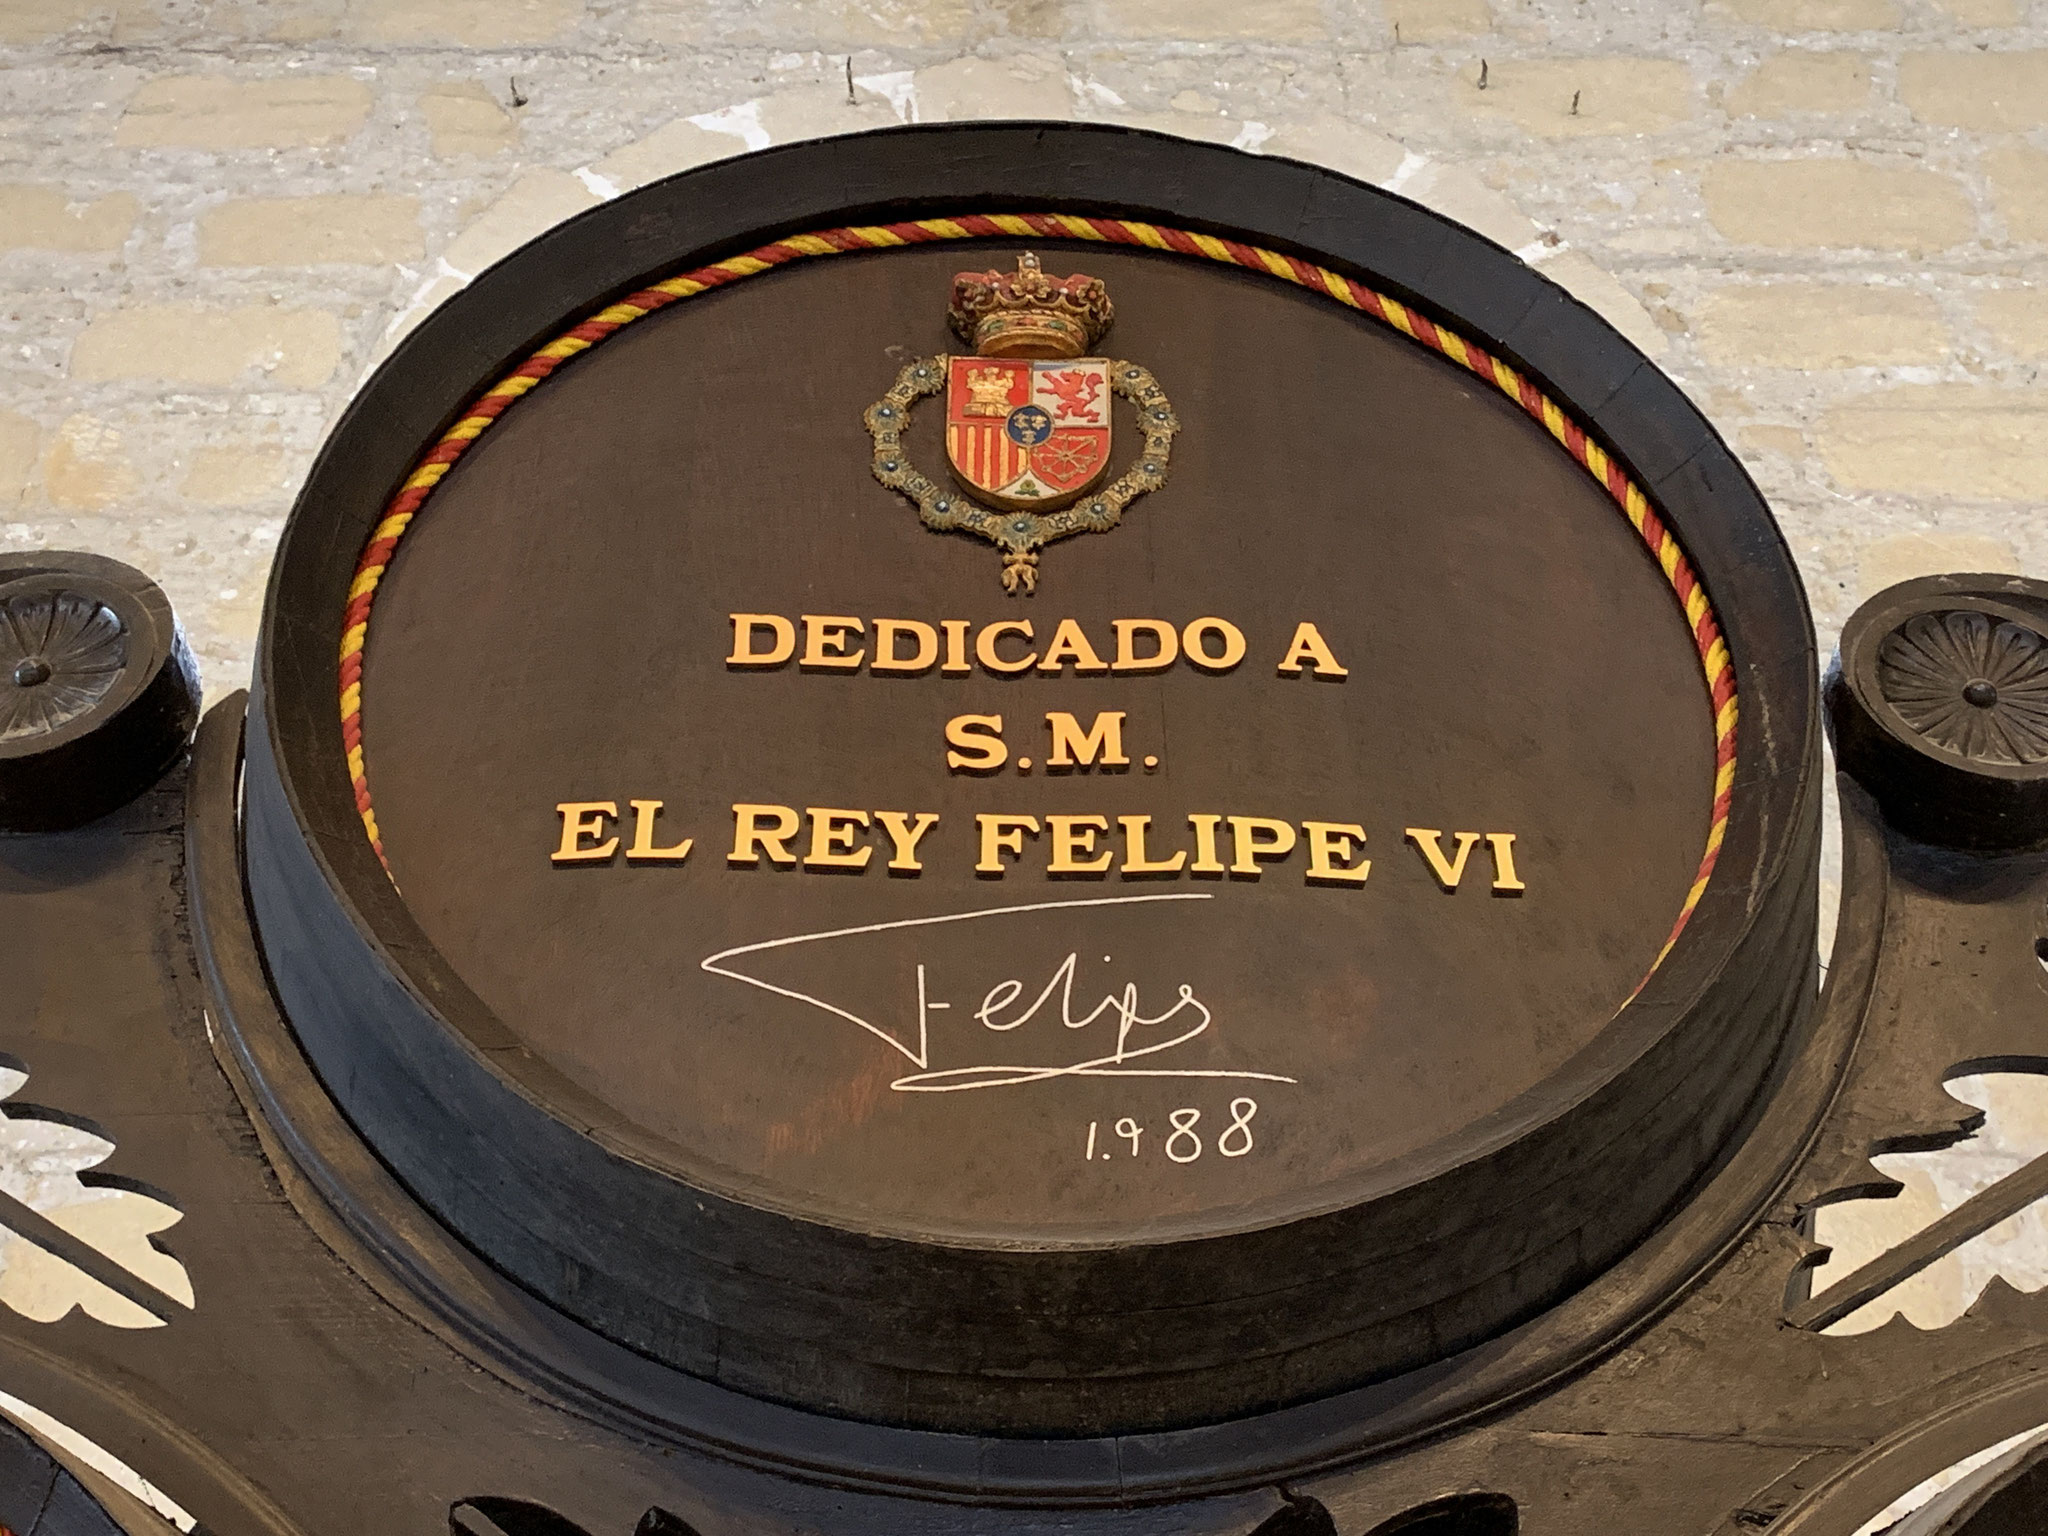 DEDICADO A
S.M.
EL REY FELIPE VI
Felipe
1.988